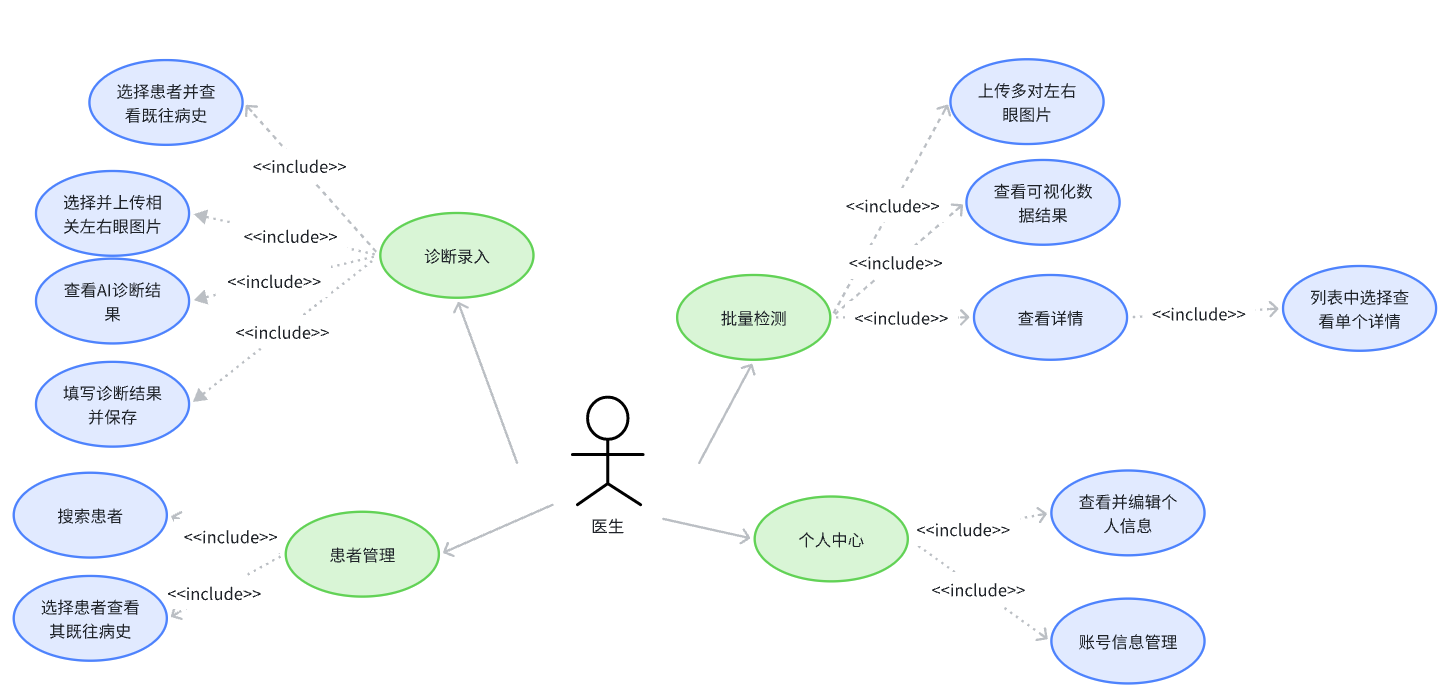 选择患者并查
看既往病史
<<include>>
选择并上传相
关左右眼图片
<<include>>
查看AI诊断结
果
<<include>>
诊断录入
<<include>>
填写诊断结果
并保存
上传多对左右
眼图片
<<include>>
查看可视化数
据结果
<<include>>
批量检测
<<include>>
查看详情
<<include>>
列表中选择查
看单个详情
医生
搜索患者
<<include>>
患者管理
<<include>>
选择患者查看
其既往病史
个人中心
<<include>>
查看并编辑个
人信息
<<include>>
账号信息管理